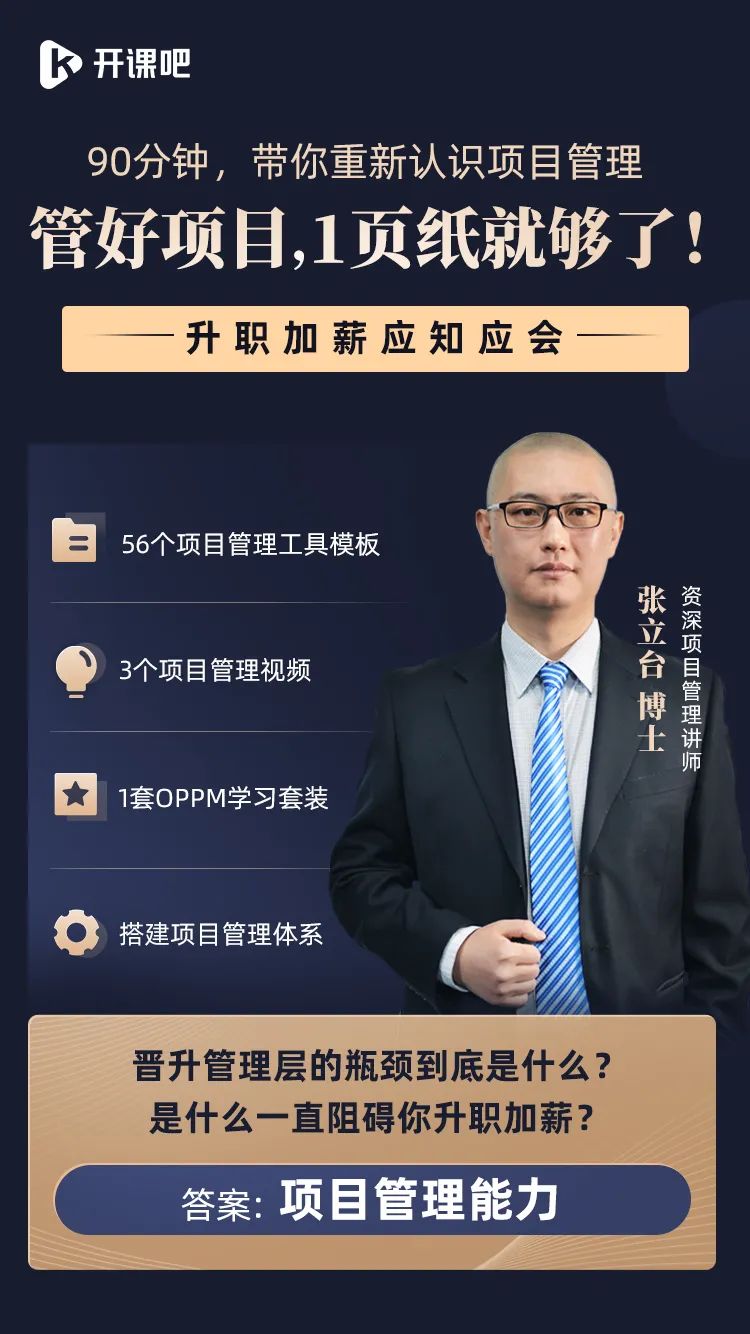 开课吧
90分钟，带你重新认识项目管理
管好项目,1页纸就够了!
升职加薪应知应会
56个项目管理工具模板
3个项目管理视频
1套OPPM学习套装
搭建项目管理体系
张立台 博士
资深项目管理讲师
晋升管理层的瓶颈到底是什么？
是什么一直阻碍你升职加薪？
答案：项目管理能力